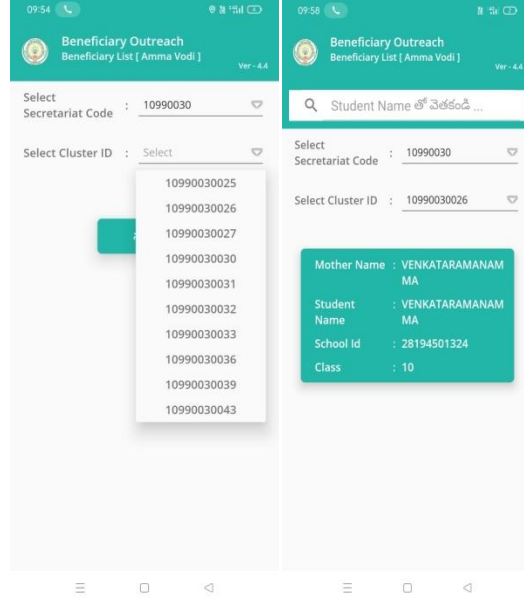 09:54
Beneficiary Outreach
Beneficiary List [ Amma Vodi ]
Ver - 4.4
Select
Secretariat Code : 10990030
Select Cluster ID : Select
10990030025
10990030026
10990030027
10990030030
10990030031
10990030032
10990030033
10990030036
10990030039
10990030043
09:58
Beneficiary Outreach
Beneficiary List [ Amma Vodi ]
Ver - 4.4
Student Name తో వెతకండి ...
Select
Secretariat Code : 10990030
Select Cluster ID : 10990030026
Mother Name : VENKATARAMANAM
MA
Student : VENKATARAMANAM
Name MA
School Id : 28194501324
Class : 10